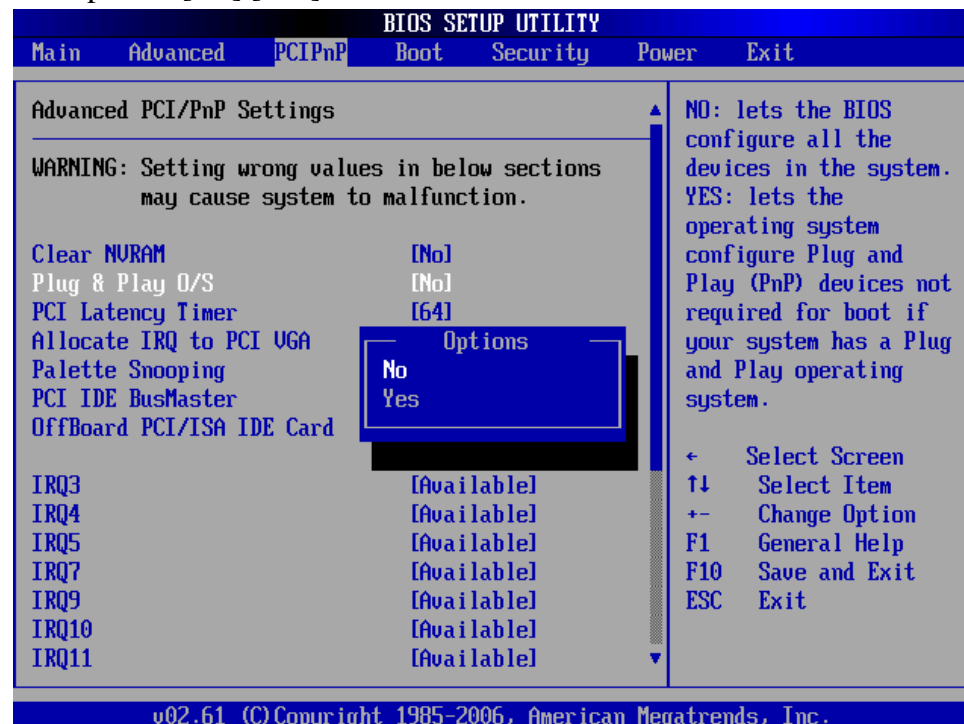 BIOS SETUP UTILITY
Main Advanced PCIPnP Boot Security Power Exit
Advanced PCI/PnP Settings
WARNING: Setting wrong values in below sections
may cause system to malfunction.
Clear NVRAM [No]
Plug & Play O/S [No]
PCI Latency Timer [64]
Allocate IRQ to PCI VGA
Palette Snooping
PCI IDE BusMaster
OffBoard PCI/ISA IDE Card
Options
No
Yes
IRQ3 [Available]
IRQ4 [Available]
IRQ5 [Available]
IRQ7 [Available]
IRQ9 [Available]
IRQ10 [Available]
IRQ11 [Available]
NO: lets the BIOS
configure all the
devices in the system.
YES: lets the
operating system
configure Plug and
Play (PnP) devices not
required for boot if
your system has a Plug
and Play operating
system.
← Select Screen
↑↓ Select Item
+- Change Option
F1 General Help
F10 Save and Exit
ESC Exit
v02.61 (C)Copyright 1985-2006, American Megatrends, Inc.